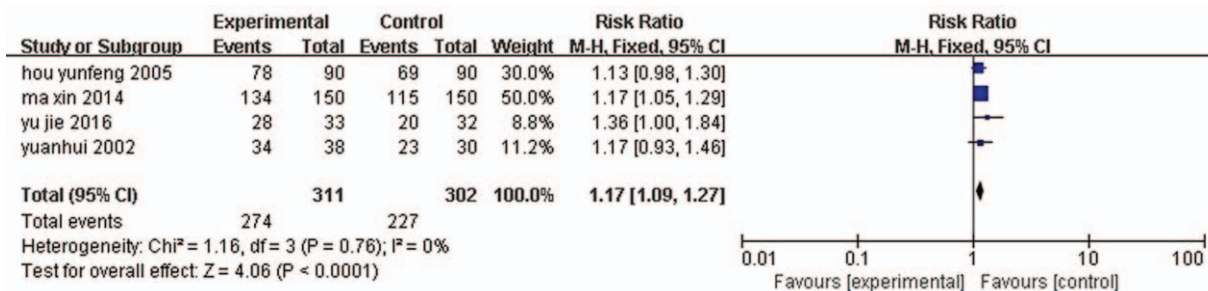 Experimental Control Risk Ratio Risk Ratio
Study or Subgroup Events Total Events Total Weight M-H, Fixed, 95% CI M-H, Fixed, 95% CI
hou yunfeng 2005 78 90 69 90 30.0% 1.13 [0.98, 1.30]
ma xin 2014 134 150 115 150 50.0% 1.17 [1.05, 1.29]
yu jie 2016 28 33 20 32 8.8% 1.36 [1.00, 1.84]
yuanhui 2002 34 38 23 30 11.2% 1.17 [0.93, 1.46]
Total (95% CI) 311 302 100.0% 1.17 [1.09, 1.27]
Total events 274 227
Heterogeneity: Chi² = 1.16, df = 3 (P = 0.76); I² = 0%
Test for overall effect: Z = 4.06 (P < 0.0001)
0.01 0.1 1 10 100
Favours [experimental] Favours [control]